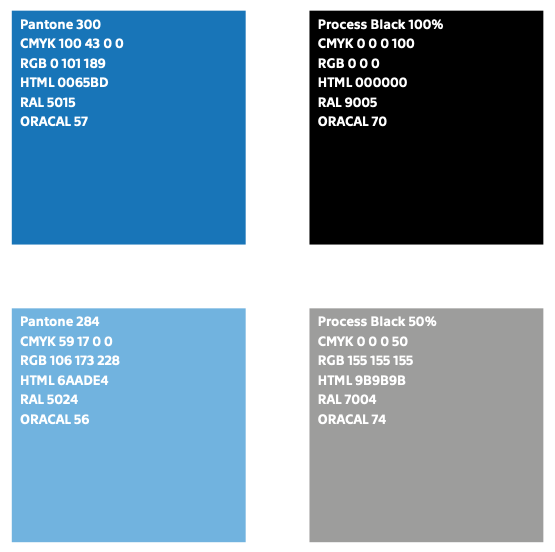 Pantone 300
CMYK 100 43 0 0
RGB 0 101 189
HTML 0065BD
RAL 5015
ORACAL 57
Process Black 100%
CMYK 0 0 0 100
RGB 0 0 0
HTML 000000
RAL 9005
ORACAL 70
Pantone 284
CMYK 59 17 0 0
RGB 106 173 228
HTML 6AADE4
RAL 5024
ORACAL 56
Process Black 50%
CMYK 0 0 0 50
RGB 155 155 155
HTML 9B9B9B
RAL 7004
ORACAL 74